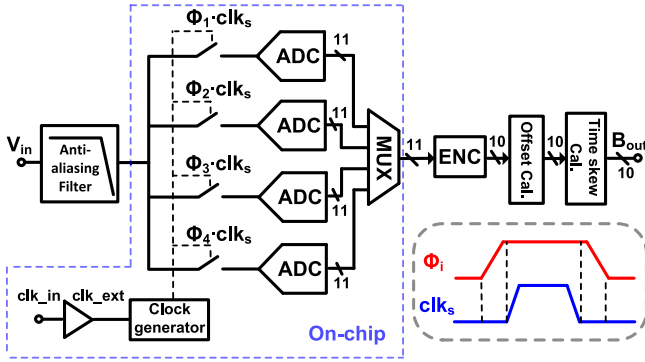 Φ1·clks
ADC
11
Φ2·clks
ADC
11
Φ3·clks
ADC
11
Φ4·clks
ADC
11
Vin
Anti-
aliasing
Filter
MUX
11
ENC
10
Offset Cal.
10
Time skew
Cal.
Bout
10
clk_in
clk_ext
Clock
generator
On-chip
Φi
clks